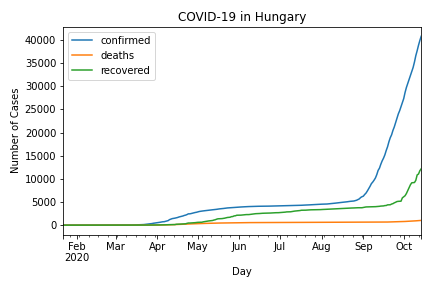 COVID-19 in Hungary
confirmed
deaths
recovered
Number of Cases
40000
35000
30000
25000
20000
15000
10000
5000
0
Feb Mar Apr May Jun Jul Aug Sep Oct
2020
Day